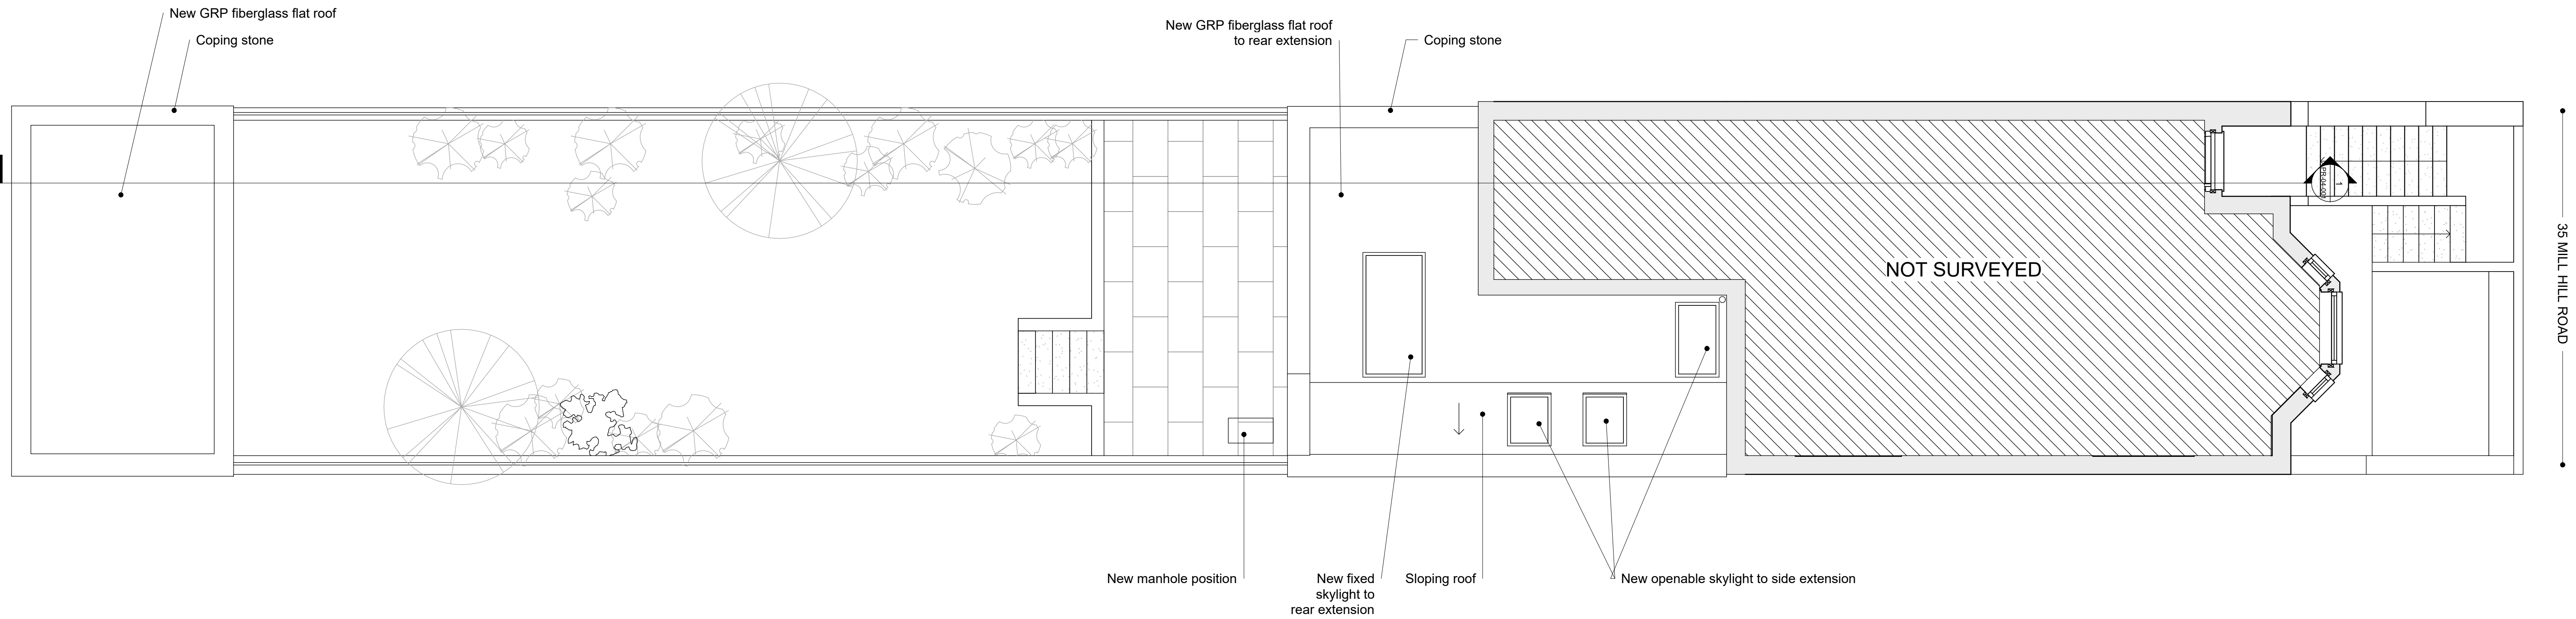 New GRP fiberglass flat roof
Coping stone
New GRP fiberglass flat roof
to rear extension
Coping stone
NOT SURVEYED
1
35 MILL HILL ROAD
New manhole position
New fixed
skylight to
rear extension
Sloping roof
New openable skylight to side extension